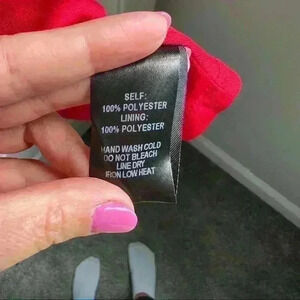 SELF:
100% POLYESTER
LINING:
100% POLYESTER
HAND WASH COLD
DO NOT BLEACH
LINE DRY
IRON LOW HEAT